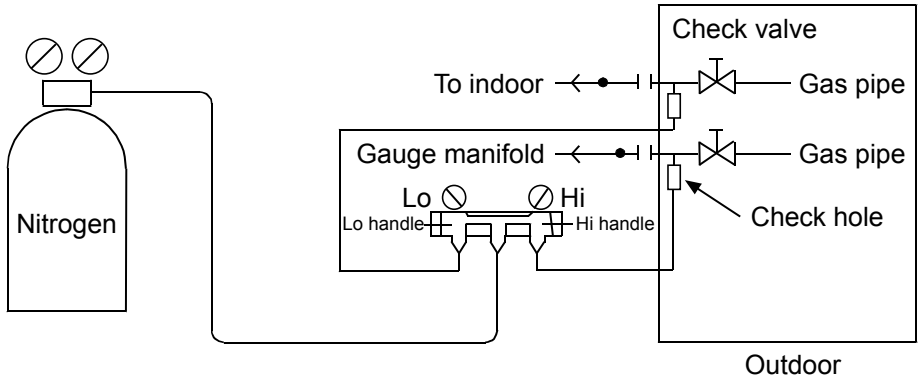 Check valve
To indoor
Gas pipe
Gauge manifold
Gas pipe
Lo
Hi
Nitrogen
Lo handle
Hi handle
Check hole
Outdoor